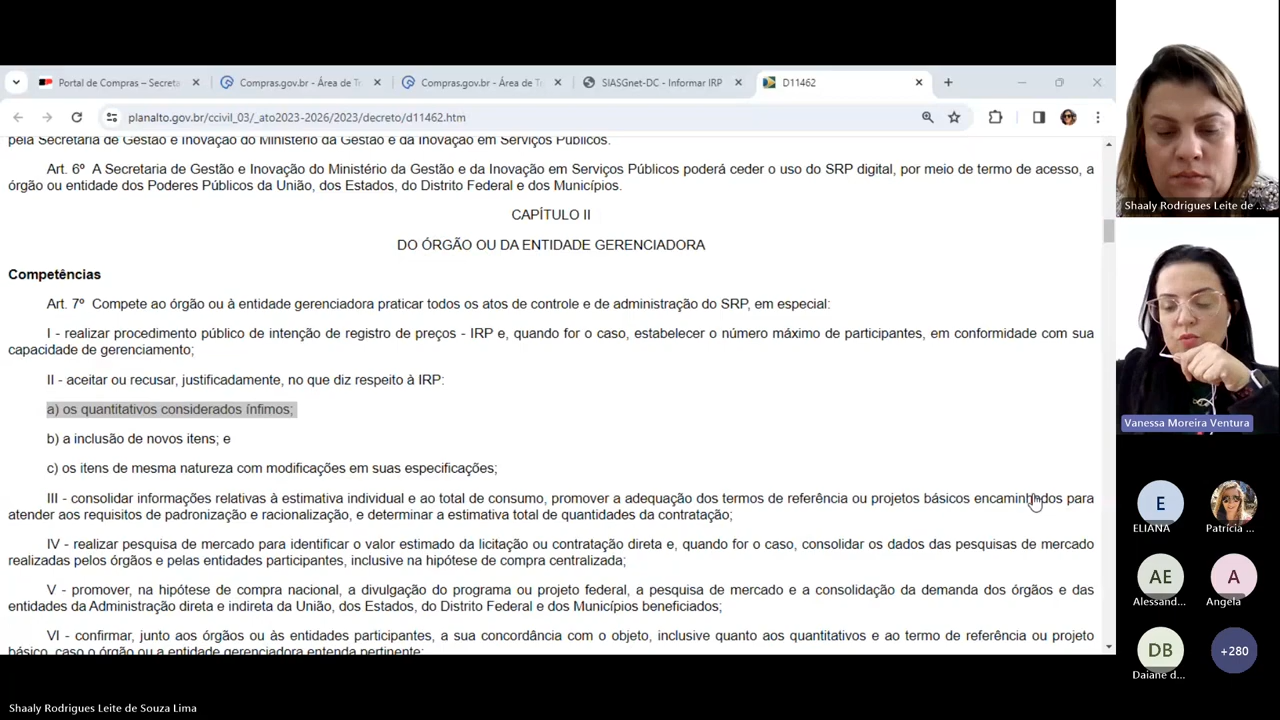 Portal de Compras – Secreta
Compras.gov.br - Área de Tr
Compras.gov.br - Área de Tr
SIASGnet-DC - Informar IRP
D11462
planalto.gov.br/ccivil_03/_ato2023-2026/2023/decreto/d11462.htm
pela Secretaria de Gestão e Inovação do Ministério da Gestão e da Inovação em Serviços Públicos.
Art. 6º A Secretaria de Gestão e Inovação do Ministério da Gestão e da Inovação em Serviços Públicos poderá ceder o uso do SRP digital, por meio de termo de acesso, a
órgão ou entidade dos Poderes Públicos da União, dos Estados, do Distrito Federal e dos Municípios.
CAPÍTULO II
DO ÓRGÃO OU DA ENTIDADE GERENCIADORA
Competências
Art. 7º Compete ao órgão ou à entidade gerenciadora praticar todos os atos de controle e de administração do SRP, em especial:
I - realizar procedimento público de intenção de registro de preços - IRP e, quando for o caso, estabelecer o número máximo de participantes, em conformidade com sua
capacidade de gerenciamento;
II - aceitar ou recusar, justificadamente, no que diz respeito à IRP:
a) os quantitativos considerados ínfimos;
b) a inclusão de novos itens; e
c) os itens de mesma natureza com modificações em suas especificações;
III - consolidar informações relativas à estimativa individual e ao total de consumo, promover a adequação dos termos de referência ou projetos básicos encaminhados para
atender aos requisitos de padronização e racionalização, e determinar a estimativa total de quantidades da contratação;
IV - realizar pesquisa de mercado para identificar o valor estimado da licitação ou contratação direta e, quando for o caso, consolidar os dados das pesquisas de mercado
realizadas pelos órgãos e pelas entidades participantes, inclusive na hipótese de compra centralizada;
V - promover, na hipótese de compra nacional, a divulgação do programa ou projeto federal, a pesquisa de mercado e a consolidação da demanda dos órgãos e das
entidades da Administração direta e indireta da União, dos Estados, do Distrito Federal e dos Municípios beneficiados;
VI - confirmar, junto aos órgãos ou às entidades participantes, a sua concordância com o objeto, inclusive quanto aos quantitativos e ao termo de referência ou projeto
básico, caso o órgão ou a entidade gerenciadora entenda pertinente;
Shaaly Rodrigues Leite de ...
Vanessa Moreira Ventura
E
ELIANA
Patrícia ...
AE
Alessand...
A
Angela
DB
Daiane d...
+280
Shaaly Rodrigues Leite de Souza Lima